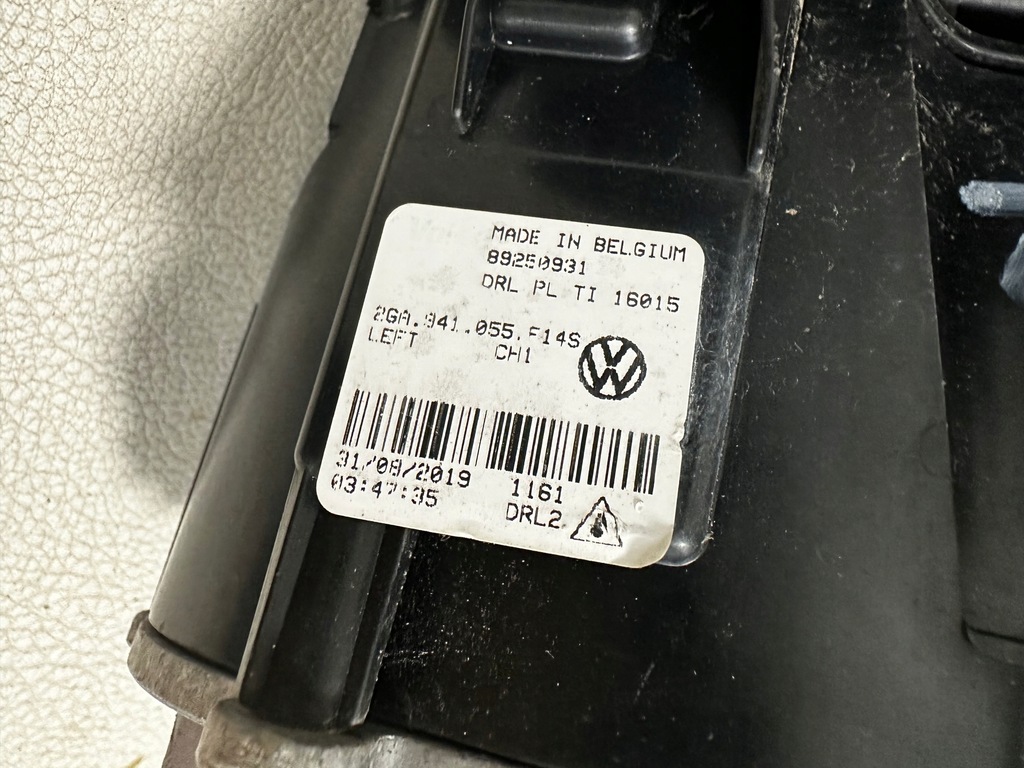 MADE IN BELGIUM
89250931
DRL PL TI 16015
2GA.941.055.F14S
LEFT CH1
31/08/2019 1161
03:47:35 DRL2